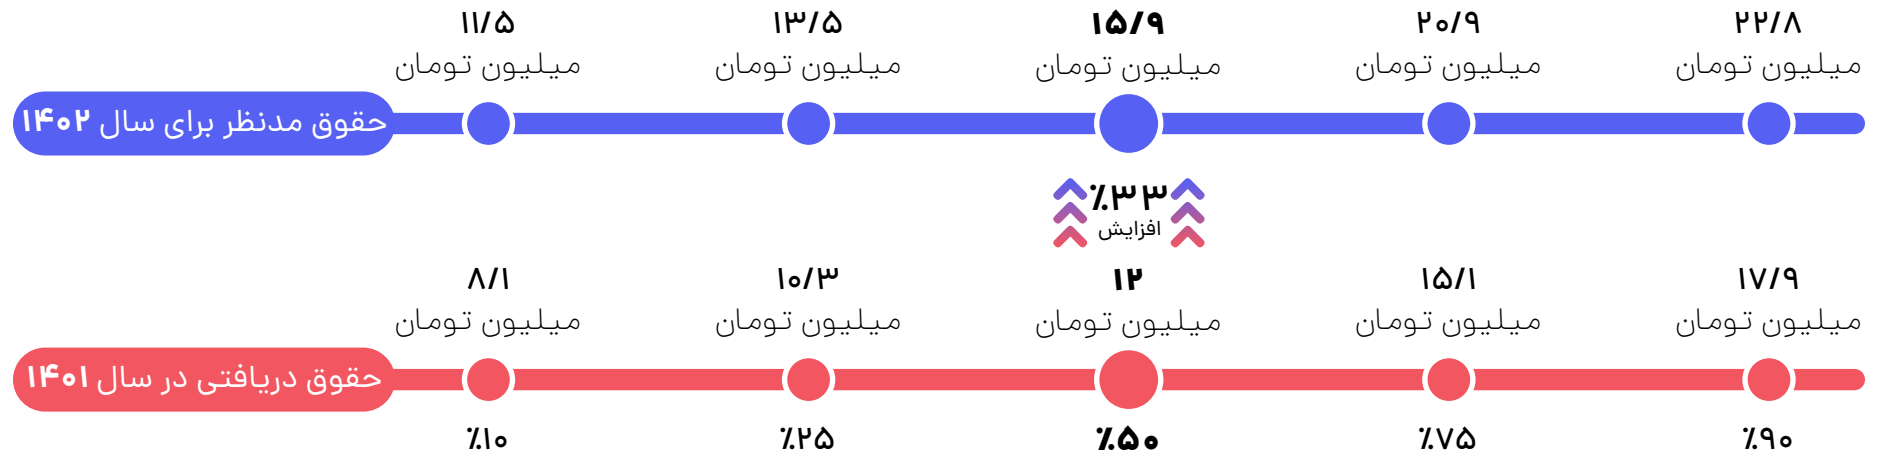 ۱۱/۵
۱۳/۵
۱۵/۹
۲۰/۹
۲۲/۸
میلیون تومان
میلیون تومان
میلیون تومان
میلیون تومان
میلیون تومان
حقوق مدنظر برای سال ۱۴۰۲
٪۳۳
افزایش
۸/۱
۱۰/۳
۱۲
۱۵/۱
۱۷/۹
میلیون تومان
میلیون تومان
میلیون تومان
میلیون تومان
میلیون تومان
حقوق دریافتی در سال ۱۴۰۱
٪۱۰
٪۲۵
٪۵۰
٪۷۵
٪۹۰